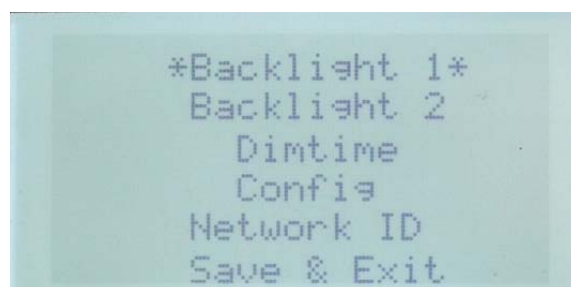 *Backlight 1*
Backlight 2
Dimtime
Config
Network ID
Save & Exit